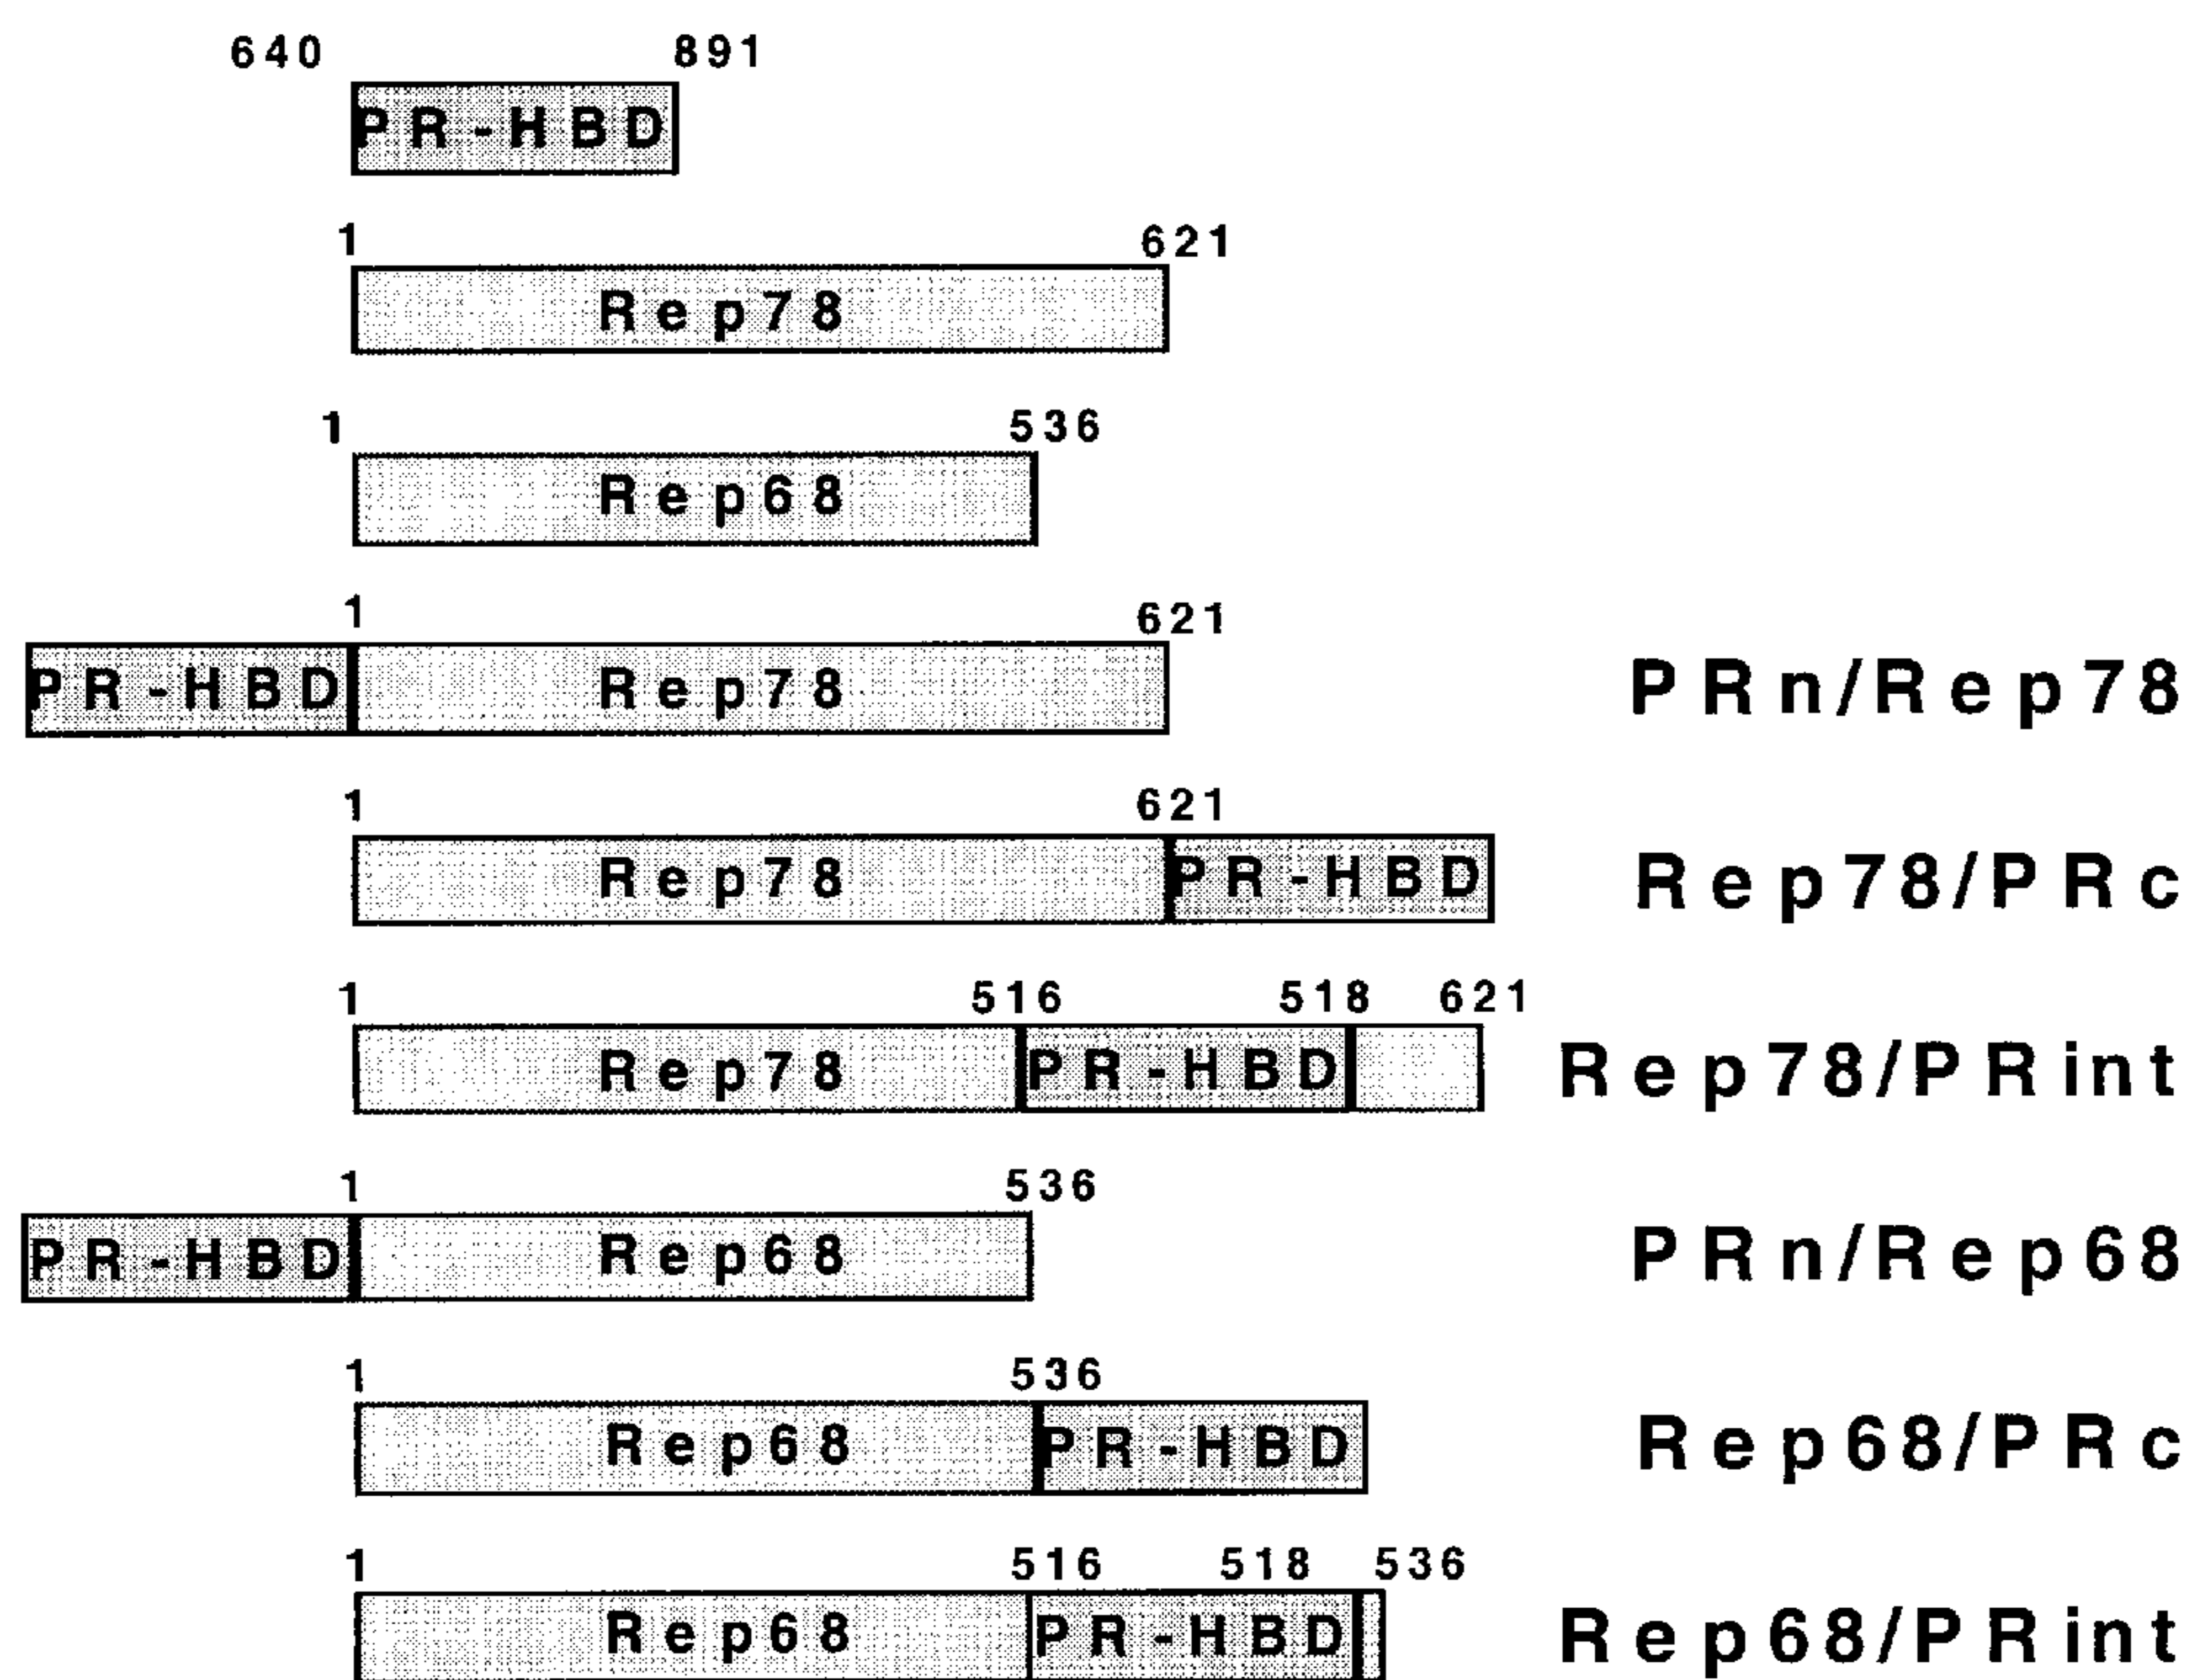 640 891
PR-HBD
1 621
Rep78
1 536
Rep68
1 621
PR-HBD Rep78 PRn/Rep78
1 621
Rep78 PR-HBD Rep78/PRc
1 516 518 621
Rep78 PR-HBD Rep78/PRint
1 536
PR-HBD Rep68 PRn/Rep68
1 536
Rep68 PR-HBD Rep68/PRc
1 516 518 536
Rep68 PR-HBD Rep68/PRint